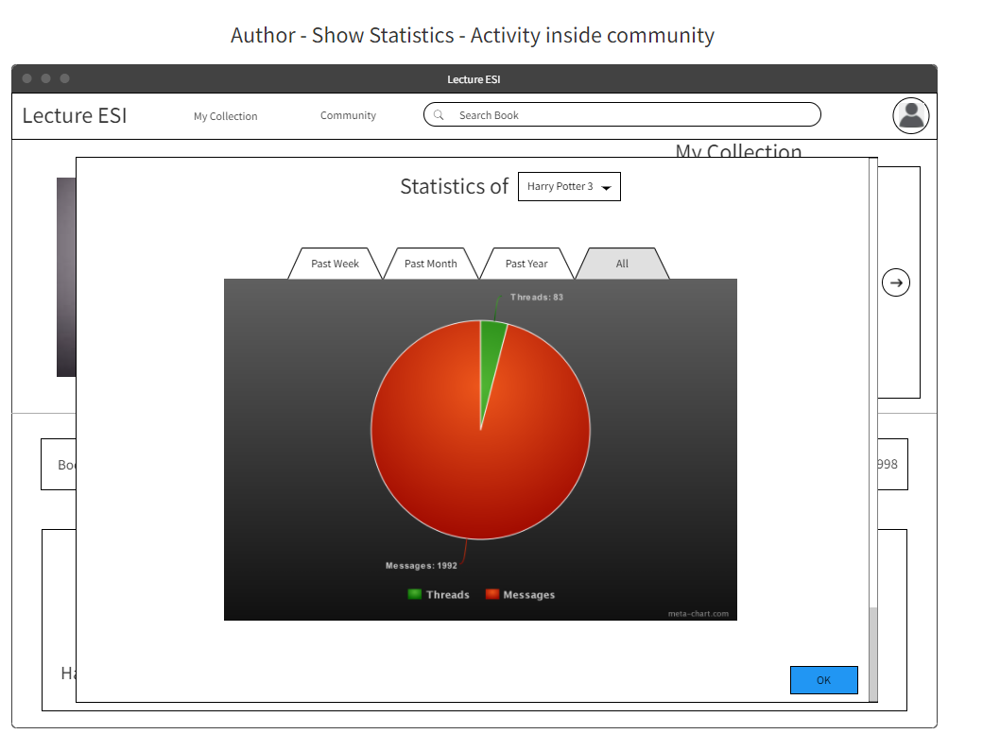 Author - Show Statistics - Activity inside community
Lecture ESI
Lecture ESI
My Collection
Community
Search Book
My Collection
Statistics of
Harry Potter 3
Past Week
Past Month
Past Year
All
Threads: 83
Messages: 1992
Threads
Messages
meta-chart.com
998
OK